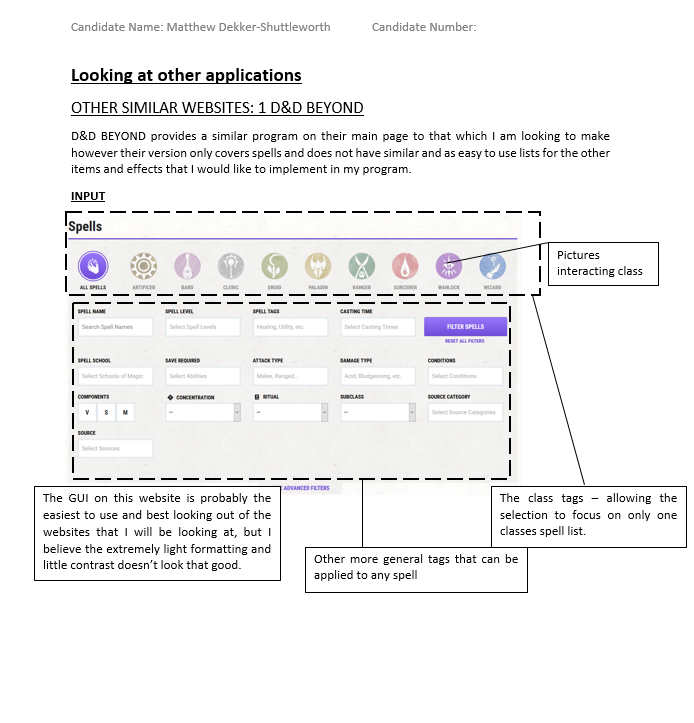 Candidate Name: Matthew Dekker-Shuttleworth Candidate Number:
Looking at other applications
OTHER SIMILAR WEBSITES: 1 D&D BEYOND
D&D BEYOND provides a similar program on their main page to that which I am looking to make
however their version only covers spells and does not have similar and as easy to use lists for the other
items and effects that I would like to implement in my program.
INPUT
Spells
Pictures
interacting class
ALL SPELLS ARTIFICER BARD CLERIC DRUID PALADIN RANGER SORCERER WARLOCK WIZARD
SPELL NAME SPELL LEVEL SPELL TAGS CASTING TIME
Search Spell Names Select Spell Levels Healing, Utility, etc. Select Casting Times FILTER SPELLS
RESET ALL FILTERS
SPELL SCHOOL SAVE REQUIRED ATTACK TYPE DAMAGE TYPE CONDITIONS
Select Schools of Magic Select Abilities Melee, Ranged... Acid, Bludgeoning, etc. Select Conditions
COMPONENTS CONCENTRATION RITUAL SUBCLASS SOURCE CATEGORY
V S M – – – Select Source Categories
SOURCE
Select Sources
ADVANCED FILTERS
The GUI on this website is probably the
easiest to use and best looking out of the
websites that I will be looking at, but I
believe the extremely light formatting and
little contrast doesn't look that good.
Other more general tags that can be
applied to any spell
The class tags – allowing the
selection to focus on only one
classes spell list.